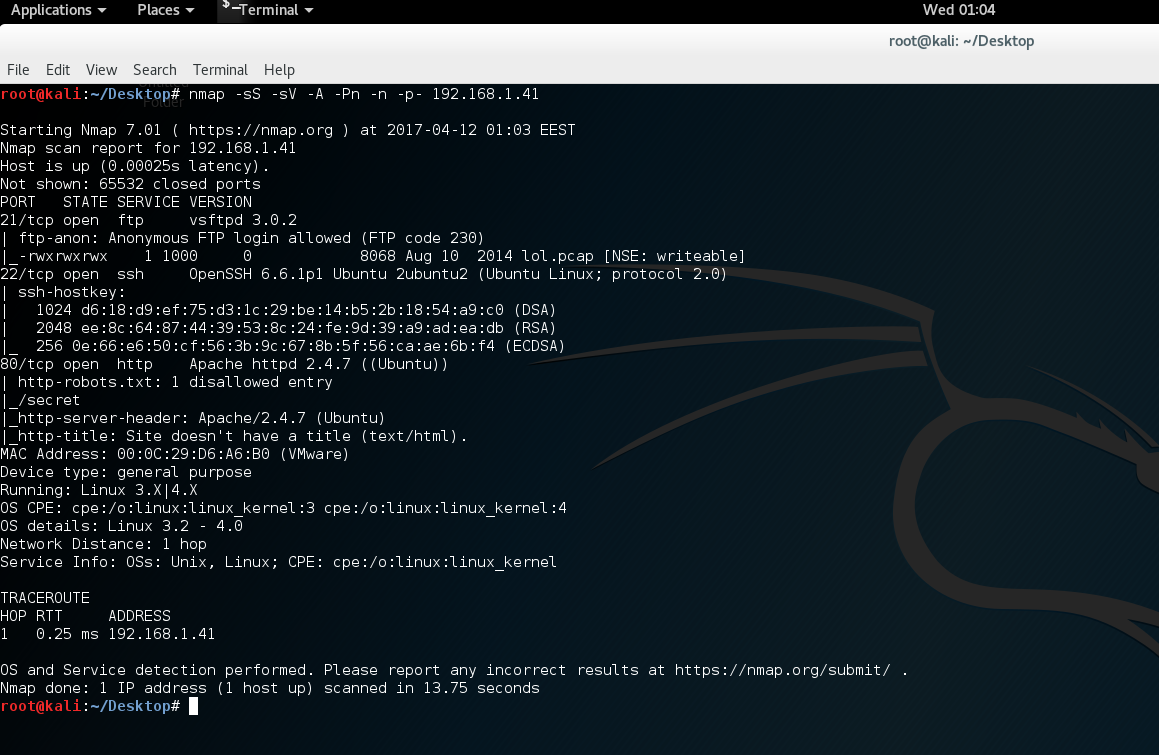 Applications Places Terminal Wed 01:04
root@kali: ~/Desktop
File Edit View Search Terminal Help
root@kali:~/Desktop# nmap -sS -sV -A -Pn -n -p- 192.168.1.41
Folder
Starting Nmap 7.01 ( https://nmap.org ) at 2017-04-12 01:03 EEST
Nmap scan report for 192.168.1.41
Host is up (0.00025s latency).
Not shown: 65532 closed ports
PORT   STATE SERVICE VERSION
21/tcp open  ftp     vsftpd 3.0.2
| ftp-anon: Anonymous FTP login allowed (FTP code 230)
|_-rwxrwxrwx    1 1000     0            8068 Aug 10  2014 lol.pcap [NSE: writeable]
22/tcp open  ssh     OpenSSH 6.6.1p1 Ubuntu 2ubuntu2 (Ubuntu Linux; protocol 2.0)
| ssh-hostkey:
|   1024 d6:18:d9:ef:75:d3:1c:29:be:14:b5:2b:18:54:a9:c0 (DSA)
|   2048 ee:8c:64:87:44:39:53:8c:24:fe:9d:39:a9:ad:ea:db (RSA)
|_  256 0e:66:e6:50:cf:56:3b:9c:67:8b:5f:56:ca:ae:6b:f4 (ECDSA)
80/tcp open  http    Apache httpd 2.4.7 ((Ubuntu))
| http-robots.txt: 1 disallowed entry
|_/secret
|_http-server-header: Apache/2.4.7 (Ubuntu)
|_http-title: Site doesn't have a title (text/html).
MAC Address: 00:0C:29:D6:A6:B0 (VMware)
Device type: general purpose
Running: Linux 3.X|4.X
OS CPE: cpe:/o:linux:linux_kernel:3 cpe:/o:linux:linux_kernel:4
OS details: Linux 3.2 - 4.0
Network Distance: 1 hop
Service Info: OSs: Unix, Linux; CPE: cpe:/o:linux:linux_kernel
TRACEROUTE
HOP RTT     ADDRESS
1   0.25 ms 192.168.1.41
OS and Service detection performed. Please report any incorrect results at https://nmap.org/submit/ .
Nmap done: 1 IP address (1 host up) scanned in 13.75 seconds
root@kali:~/Desktop#